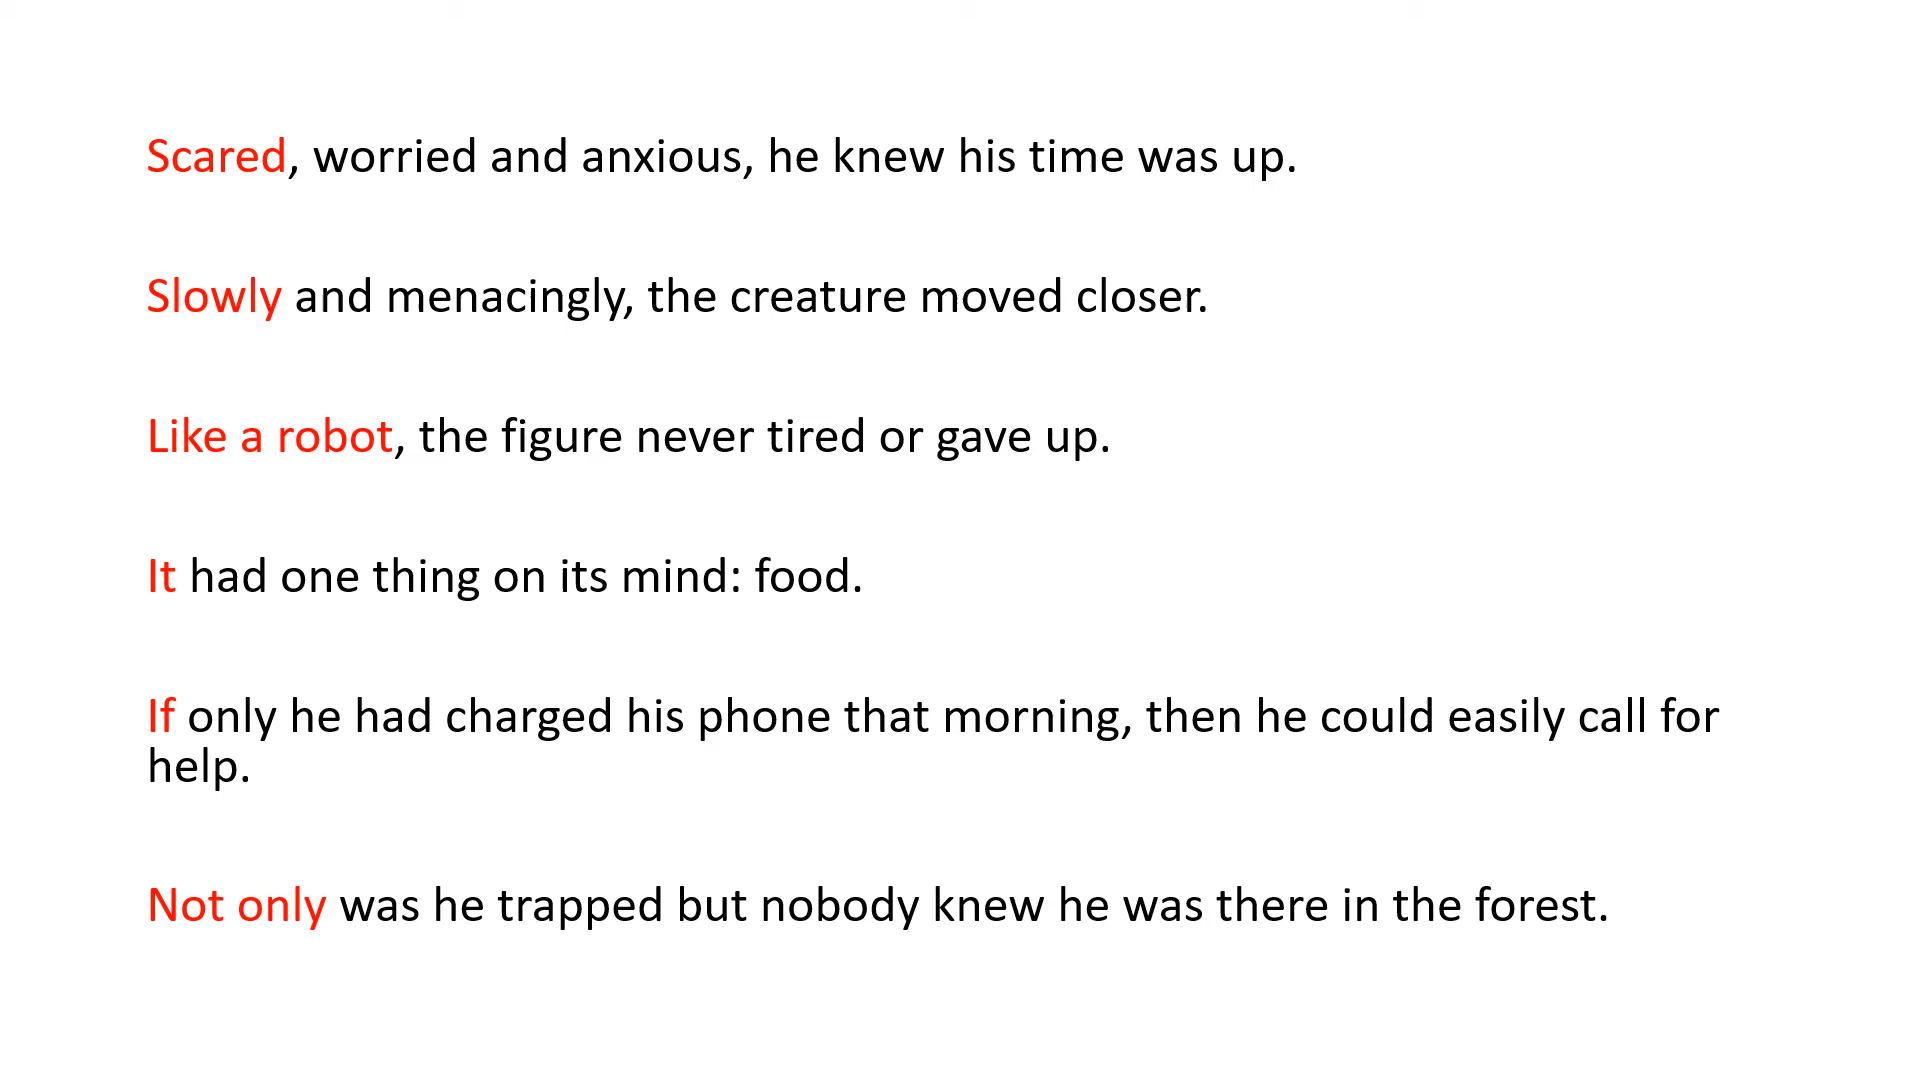 Scared, worried and anxious, he knew his time was up.
Slowly and menacingly, the creature moved closer.
Like a robot, the figure never tired or gave up.
It had one thing on its mind: food.
If only he had charged his phone that morning, then he could easily call for
help.
Not only was he trapped but nobody knew he was there in the forest.